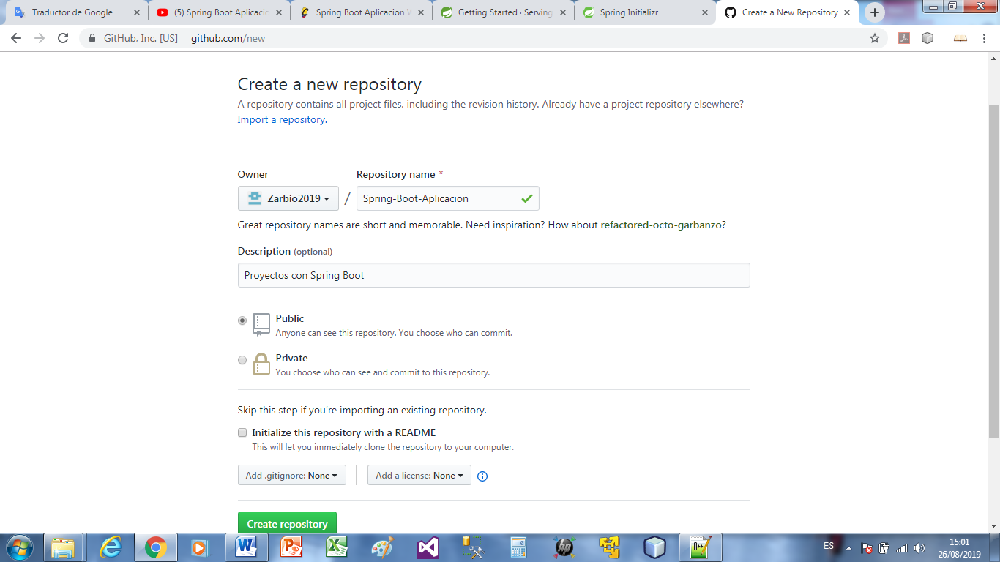 Traductor de Google
(5) Spring Boot Aplicacio
Spring Boot Aplicacion
Getting Started · Serving
Spring Initializr
Create a New Repository
GitHub, Inc. [US] | github.com/new
Create a new repository
A repository contains all project files, including the revision history. Already have a project repository elsewhere?
Import a repository.
Owner
Repository name *
Zarbio2019 / Spring-Boot-Aplicacion
Great repository names are short and memorable. Need inspiration? How about refactored-octo-garbanzo?
Description (optional)
Proyectos con Spring Boot
Public
Anyone can see this repository. You choose who can commit.
Private
You choose who can see and commit to this repository.
Skip this step if you're importing an existing repository.
Initialize this repository with a README
This will let you immediately clone the repository to your computer.
Add .gitignore: None
Add a license: None
Create repository
ES
15:01
26/08/2019